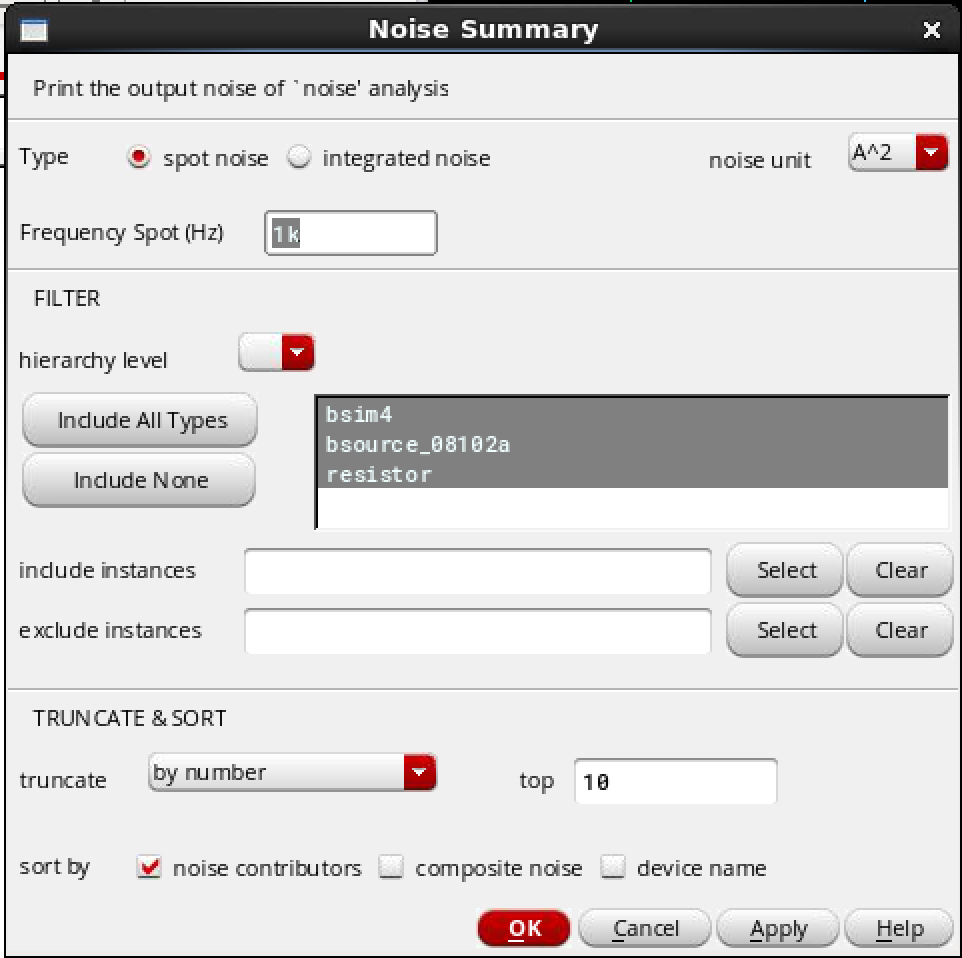 Noise Summary
Print the output noise of `noise' analysis
Type spot noise integrated noise noise unit A^2
Frequency Spot (Hz) 1k
FILTER
hierarchy level
Include All Types
Include None
bsim4
bsource_08102a
resistor
include instances Select Clear
exclude instances Select Clear
TRUNCATE & SORT
truncate by number top 10
sort by noise contributors composite noise device name
OK Cancel Apply Help